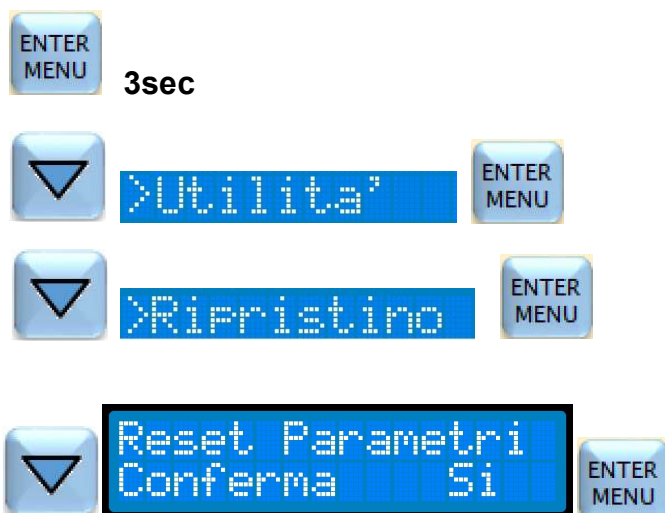 ENTER
MENU
3sec
>Utilita’
ENTER
MENU
>Ripristino
ENTER
MENU
Reset Parametri
Conferma Si
ENTER
MENU